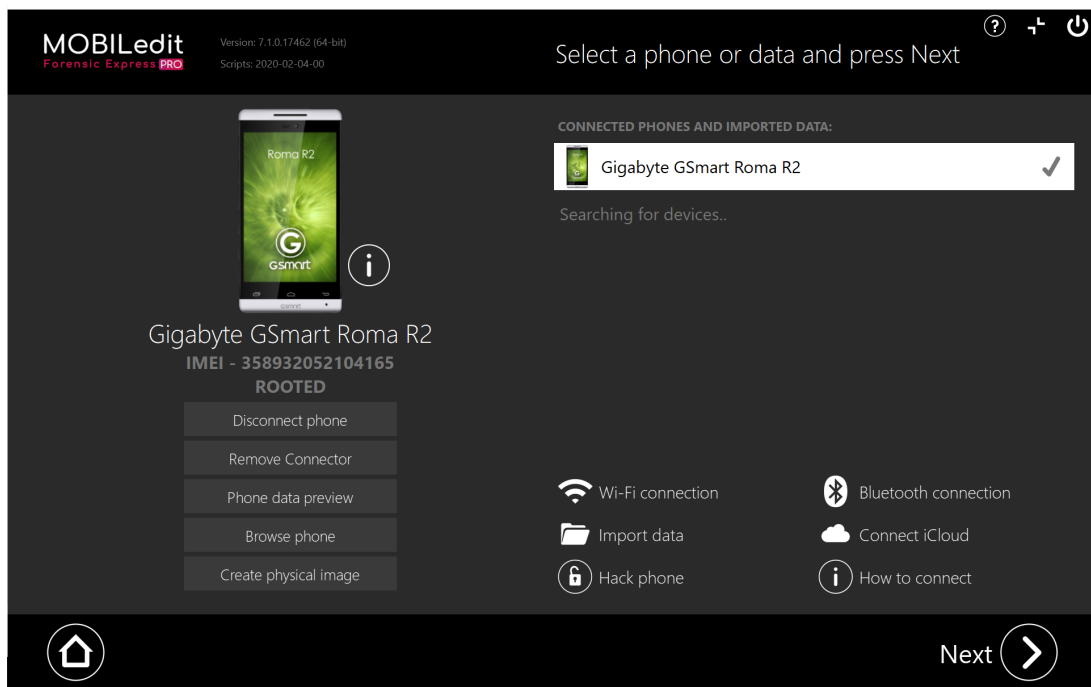 MOBILedit
Forensic Express PRO
Version: 7.1.0.17462 (64-bit)
Scripts: 2020-02-04-00
Select a phone or data and press Next
?
Roma R2
G
GSmart
GSmart
i
Gigabyte GSmart Roma R2
IMEI - 358932052104165
ROOTED
Disconnect phone
Remove Connector
Phone data preview
Browse phone
Create physical image
CONNECTED PHONES AND IMPORTED DATA:
Gigabyte GSmart Roma R2
Searching for devices..
Wi-Fi connection
Bluetooth connection
Import data
Connect iCloud
Hack phone
i How to connect
Next